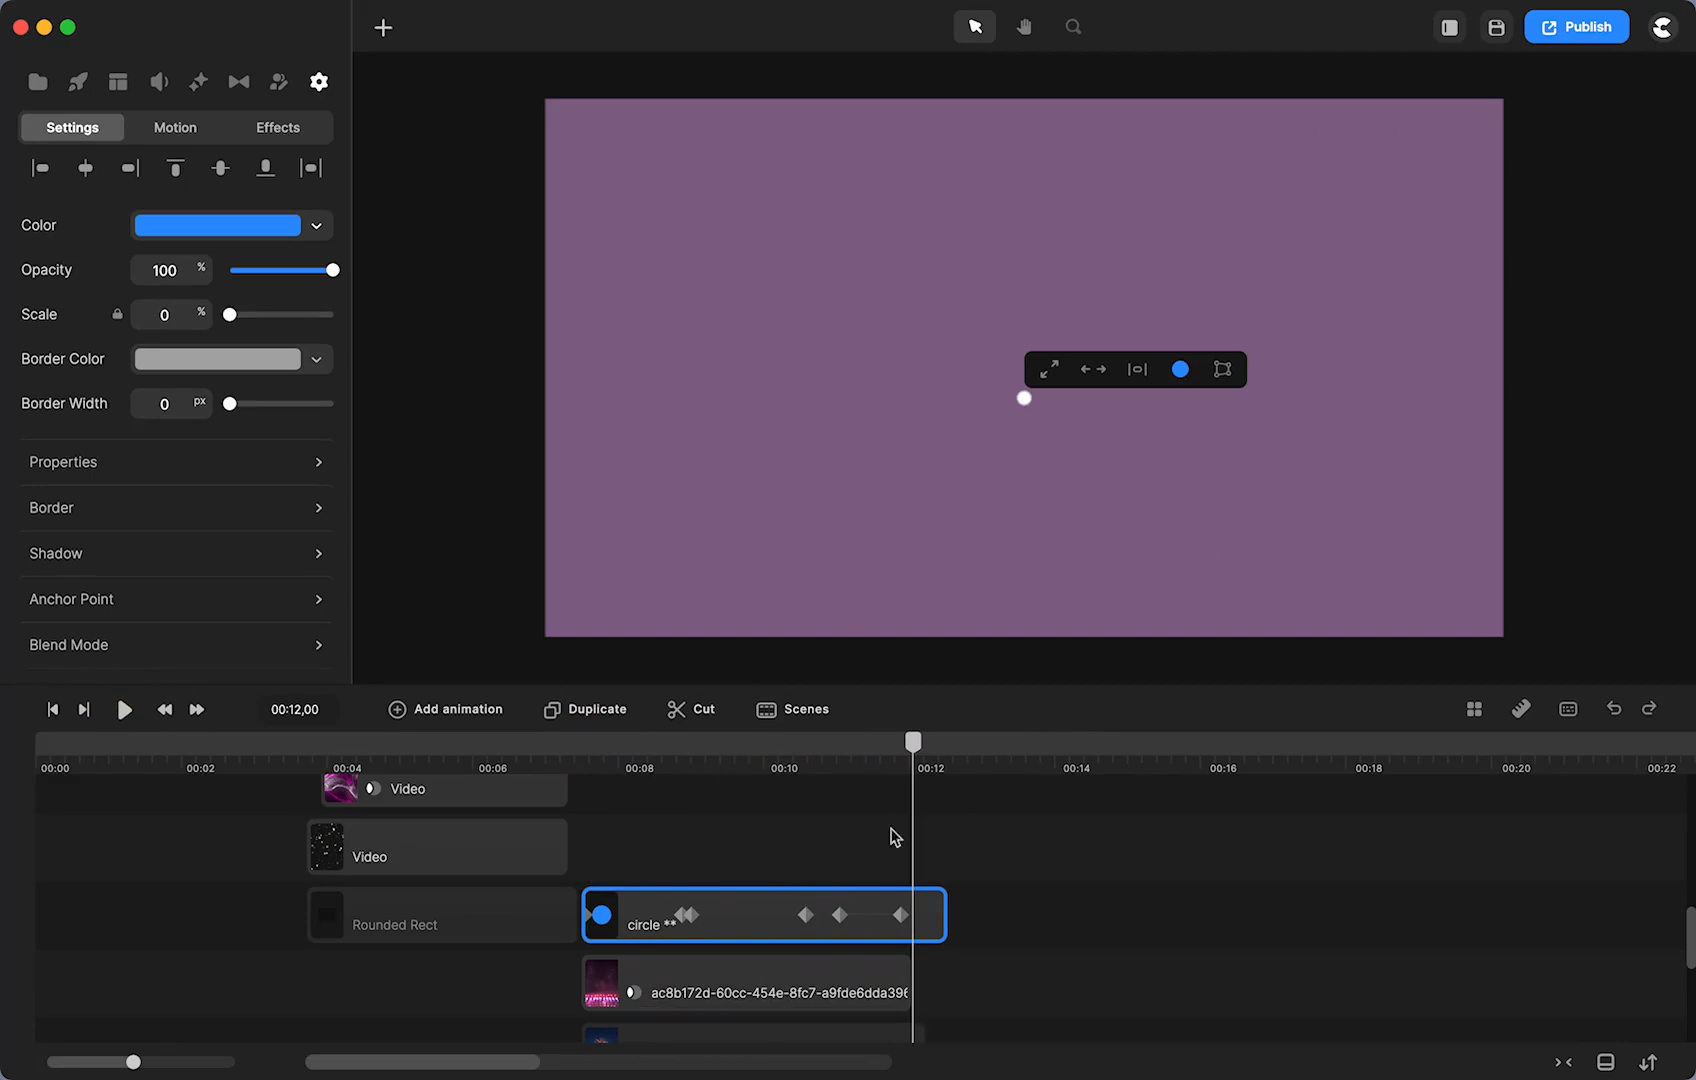 Publish
Settings Motion Effects
Color
Opacity 100 %
Scale 0 %
Border Color
Border Width 0 px
Properties
Border
Shadow
Anchor Point
Blend Mode
00:12,00 Add animation Duplicate Cut Scenes
00:00 00:02 00:04 00:06 00:08 00:10 00:12 00:14 00:16 00:18 00:20 00:22
Video
Video
Rounded Rect circle **
ac8b172d-60cc-454e-8fc7-a9fde6dda396